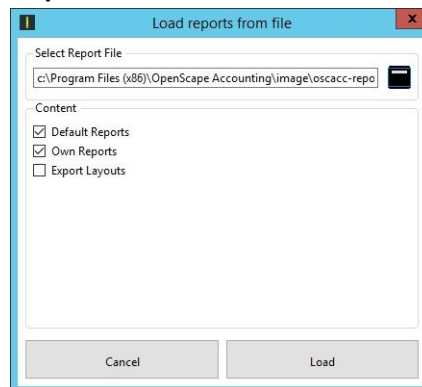 Load reports from file
x
Select Report File
c:\Program Files (x86)\OpenScape Accounting\image\oscacc-repo
Content
Default Reports
Own Reports
Export Layouts
Cancel
Load